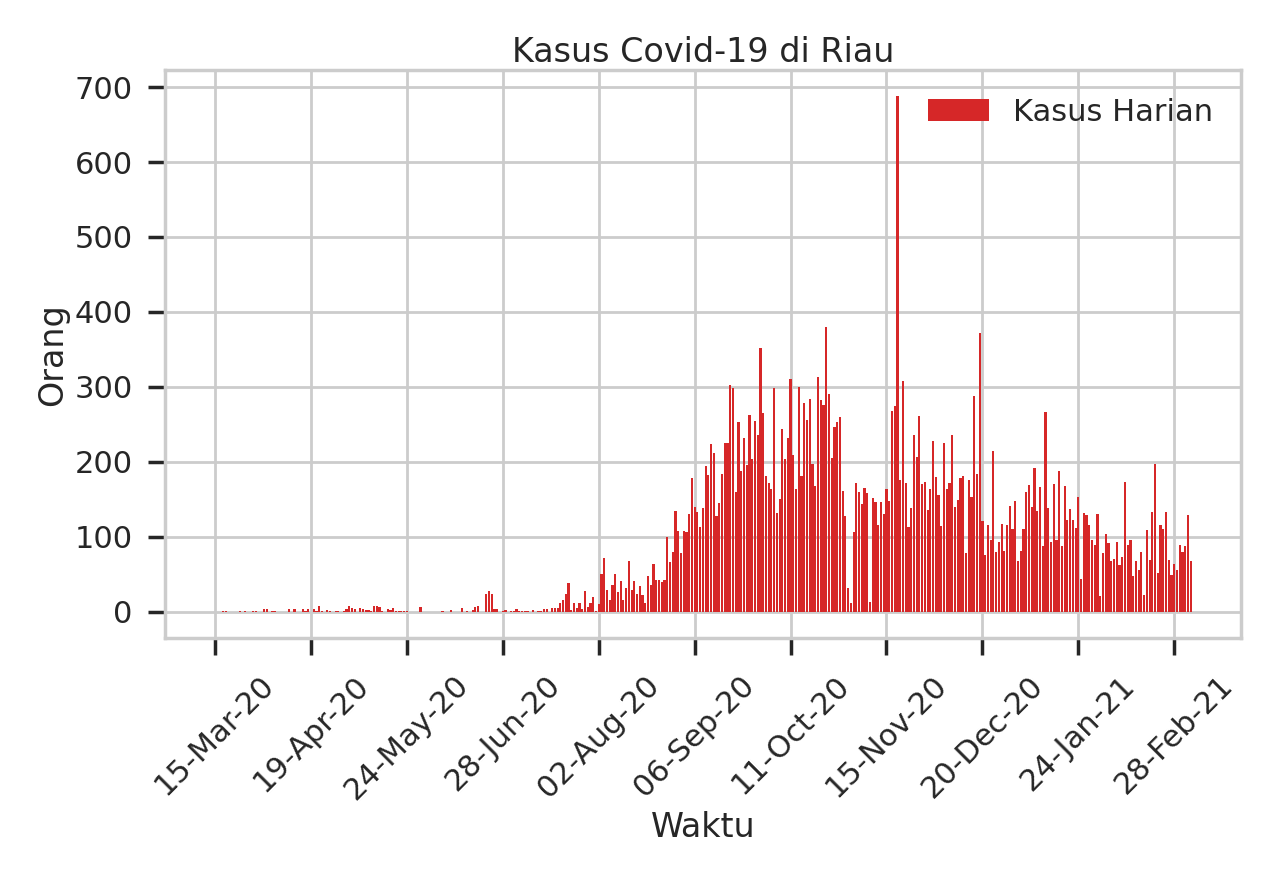 Kasus Covid-19 di Riau
Kasus Harian
Orang
700
600
500
400
300
200
100
0
15-Mar-20
19-Apr-20
24-May-20
28-Jun-20
02-Aug-20
06-Sep-20
11-Oct-20
15-Nov-20
20-Dec-20
24-Jan-21
28-Feb-21
Waktu